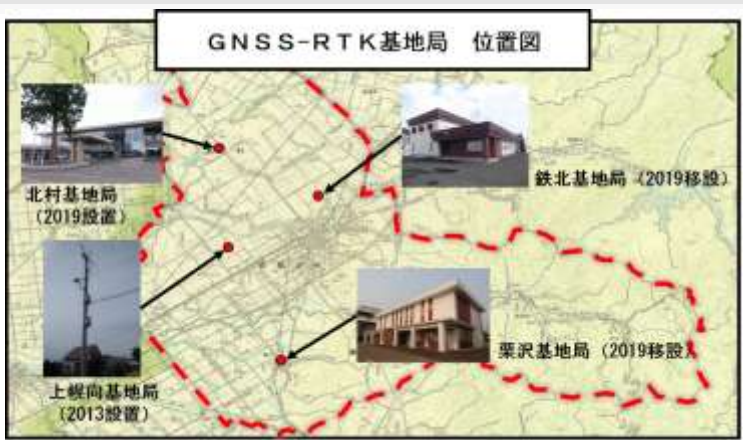 GNSS-RTK基地局　位置図
北村基地局
（2019設置）
鉄北基地局（2019移設）
上幌向基地局
（2013設置）
栗沢基地局（2019移設）